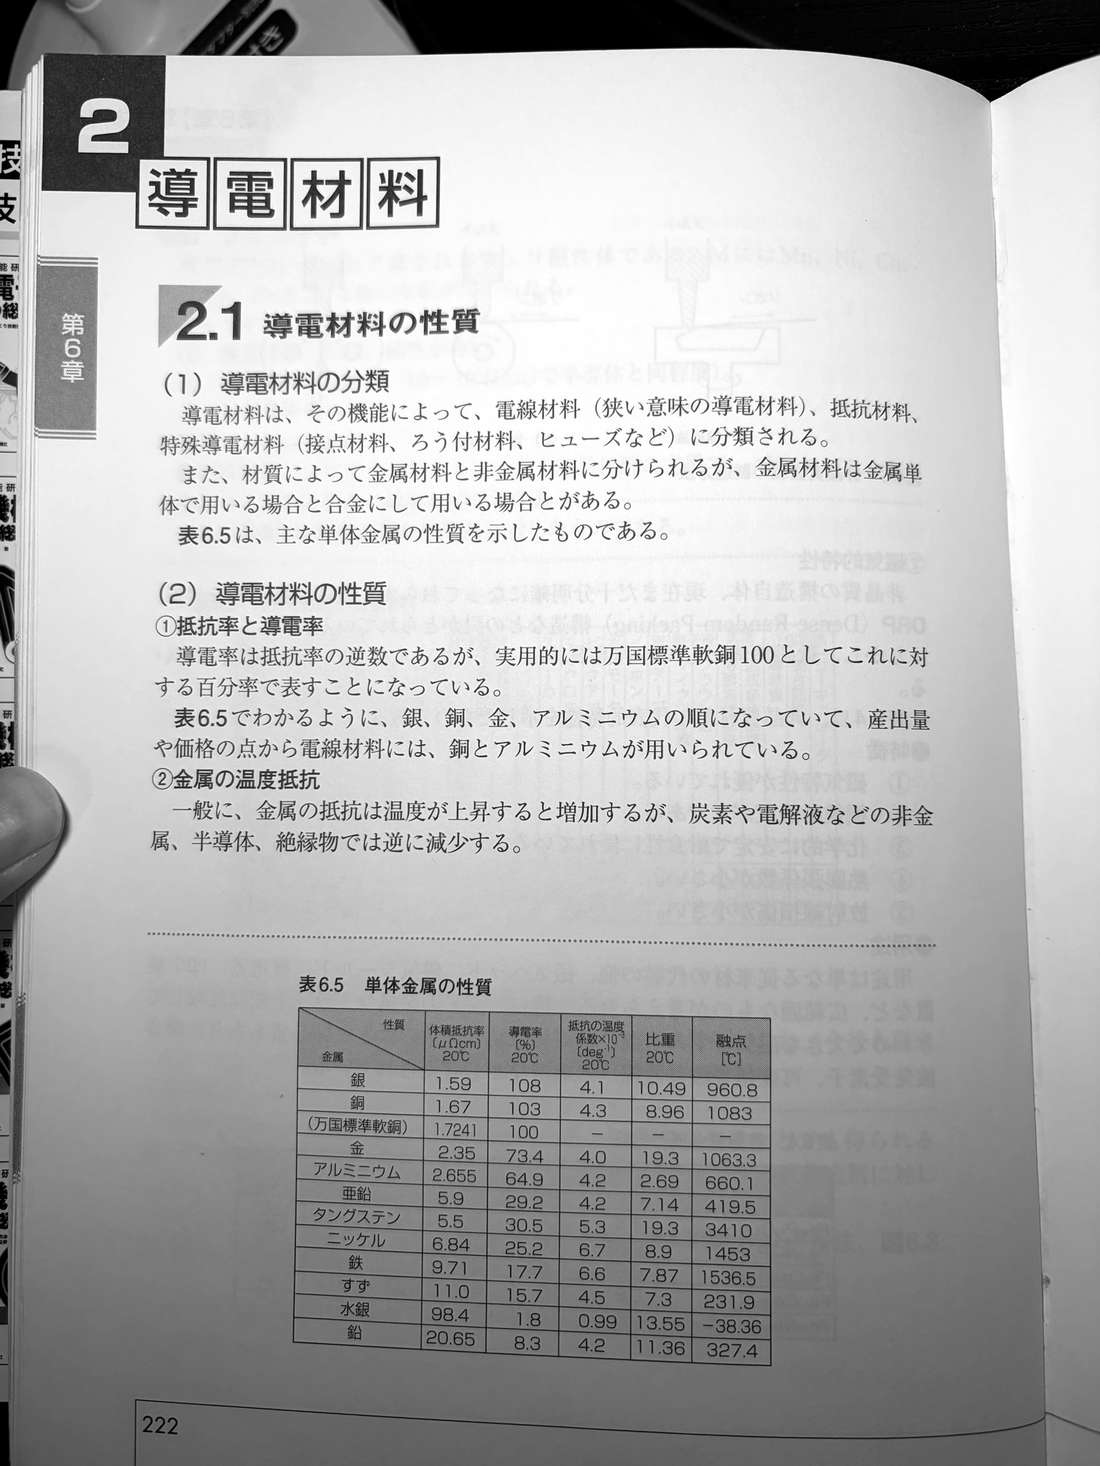 2
導電材料
第6章
2.1 導電材料の性質
(1) 導電材料の分類
導電材料は、その機能によって、電線材料（狭い意味の導電材料）、抵抗材料、
特殊導電材料（接点材料、ろう付材料、ヒューズなど）に分類される。
また、材質によって金属材料と非金属材料に分けられるが、金属材料は金属単
体で用いる場合と合金にして用いる場合とがある。
表6.5は、主な単体金属の性質を示したものである。
(2) 導電材料の性質
①抵抗率と導電率
導電率は抵抗率の逆数であるが、実用的には万国標準軟銅100としてこれに対
する百分率で表すことになっている。
表6.5でわかるように、銀、銅、金、アルミニウムの順になっていて、産出量
や価格の点から電線材料には、銅とアルミニウムが用いられている。
②金属の温度抵抗
一般に、金属の抵抗は温度が上昇すると増加するが、炭素や電解液などの非金
属、半導体、絶縁物では逆に減少する。
表6.5 単体金属の性質
性質 金属 体積抵抗率〔μΩcm〕20℃ 導電率〔%〕20℃ 抵抗の温度係数×10⁻³〔deg⁻¹〕20℃ 比重 20℃ 融点〔℃〕
銀 1.59 108 4.1 10.49 960.8
銅 1.67 103 4.3 8.96 1083
(万国標準軟銅) 1.7241 100 − − −
金 2.35 73.4 4.0 19.3 1063.3
アルミニウム 2.655 64.9 4.2 2.69 660.1
亜鉛 5.9 29.2 4.2 7.14 419.5
タングステン 5.5 30.5 5.3 19.3 3410
ニッケル 6.84 25.2 6.7 8.9 1453
鉄 9.71 17.7 6.6 7.87 1536.5
すず 11.0 15.7 4.5 7.3 231.9
水銀 98.4 1.8 0.99 13.55 −38.36
鉛 20.65 8.3 4.2 11.36 327.4
222